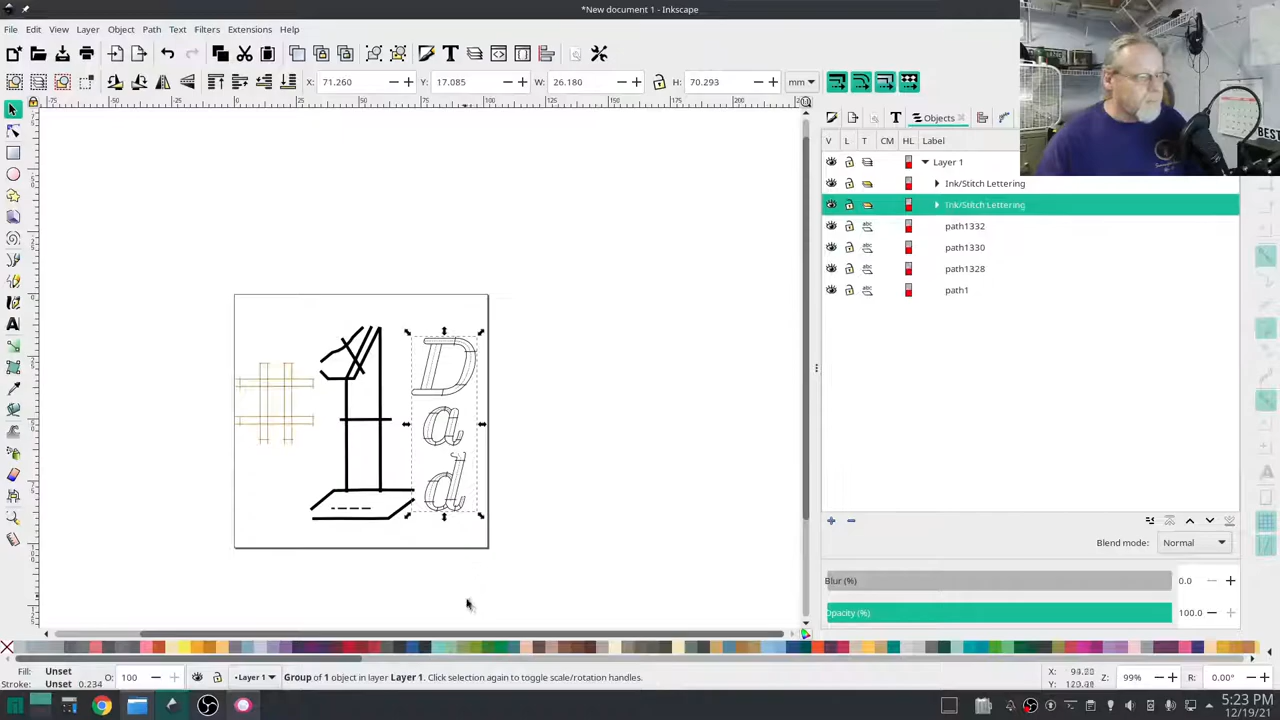 *New document 1 - Inkscape
File Edit View Layer Object Path Text Filters Extensions Help
X: 71.260 Y: 17.085 W: 26.180 H: 70.293 mm
Objects
V L T CM HL Label
Layer 1
Ink/Stitch Lettering
Ink/Stitch Lettering
path1332
path1330
path1328
path1
#1
D
a
d
BEST
Blend mode: Normal
Blur (%) 0.0
Opacity (%) 100.0
Fill: Unset
Stroke: Unset 0.234 O: 100
Layer 1
Group of 1 object in layer Layer 1. Click selection again to toggle scale/rotation handles.
Z: 99% R: 0.00°
5:23 PM
12/19/21